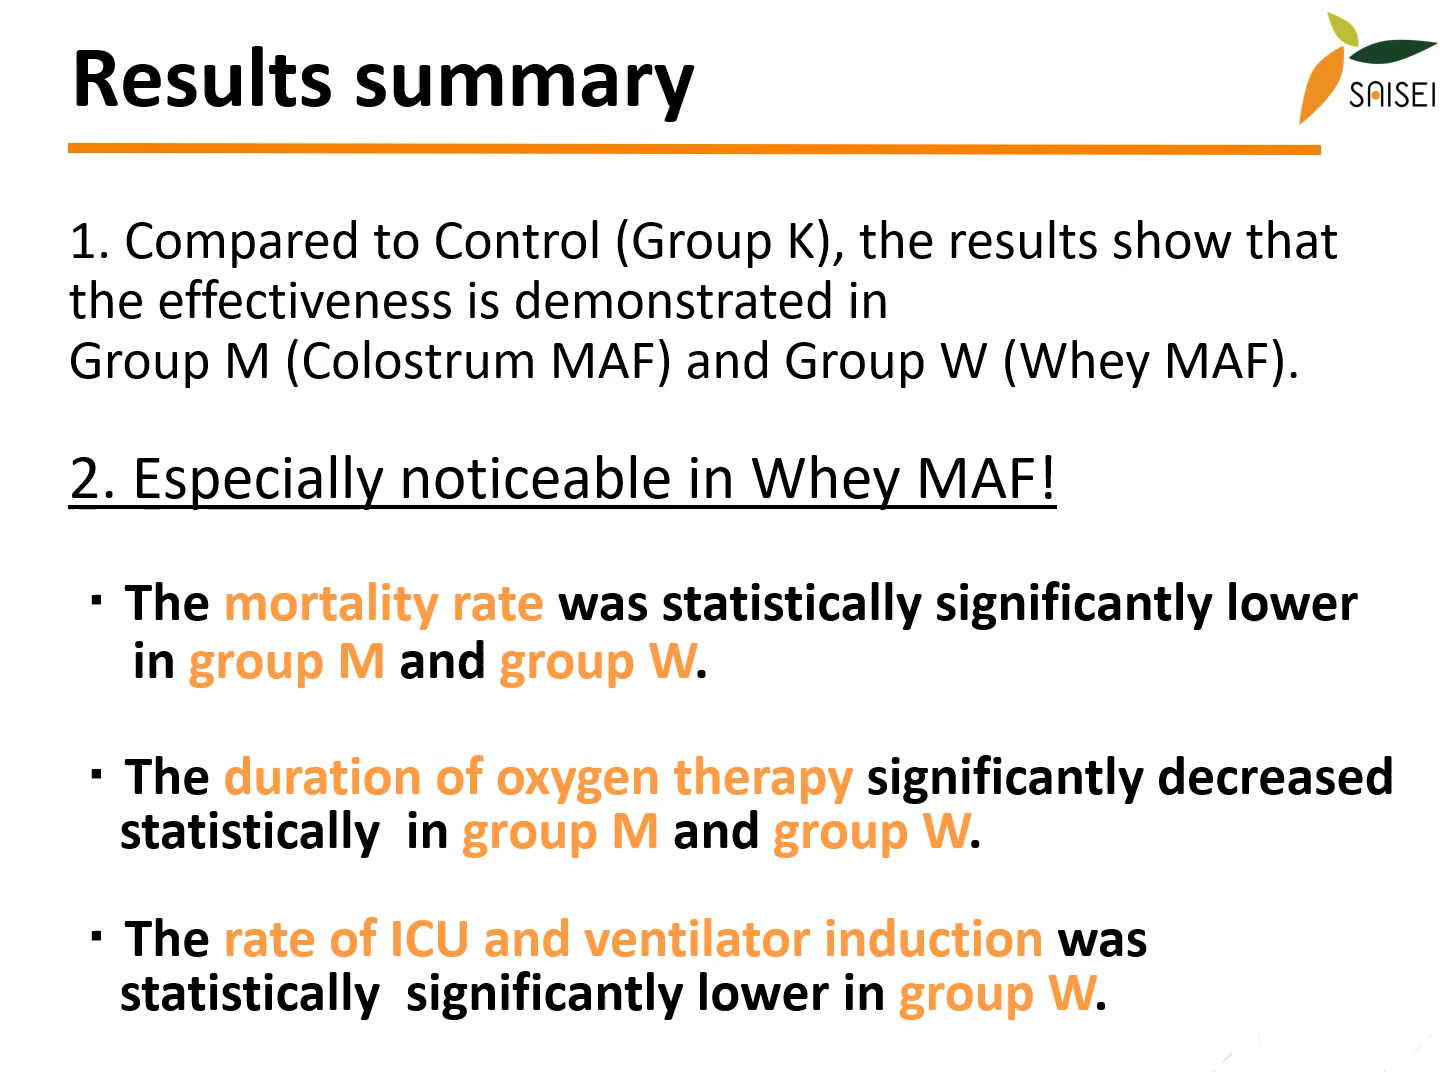 Results summary
SAISEI
1. Compared to Control (Group K), the results show that
the effectiveness is demonstrated in
Group M (Colostrum MAF) and Group W (Whey MAF).
2. Especially noticeable in Whey MAF!
・The mortality rate was statistically significantly lower
in group M and group W.
・The duration of oxygen therapy significantly decreased
statistically in group M and group W.
・The rate of ICU and ventilator induction was
statistically significantly lower in group W.